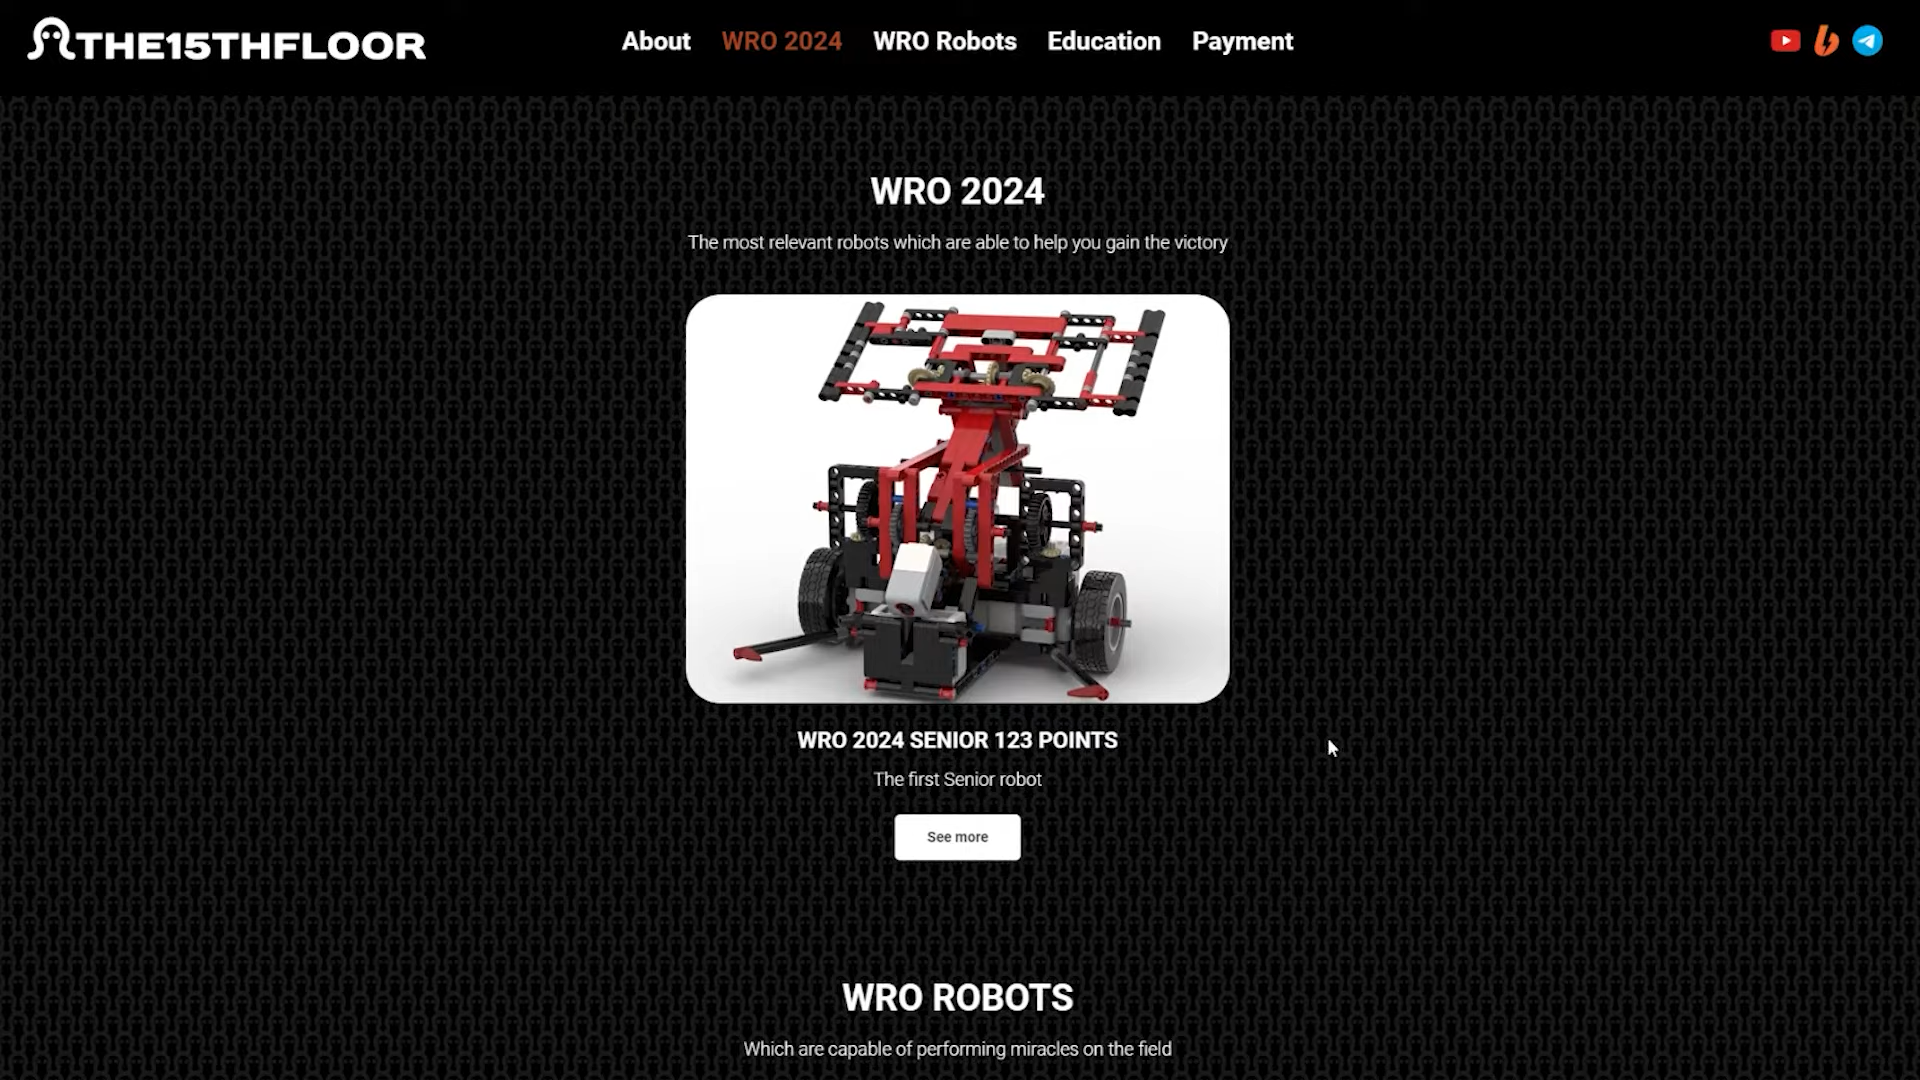 THE15THFLOOR
About WRO 2024 WRO Robots Education Payment
WRO 2024
The most relevant robots which are able to help you gain the victory
WRO 2024 SENIOR 123 POINTS
The first Senior robot
See more
WRO ROBOTS
Which are capable of performing miracles on the field